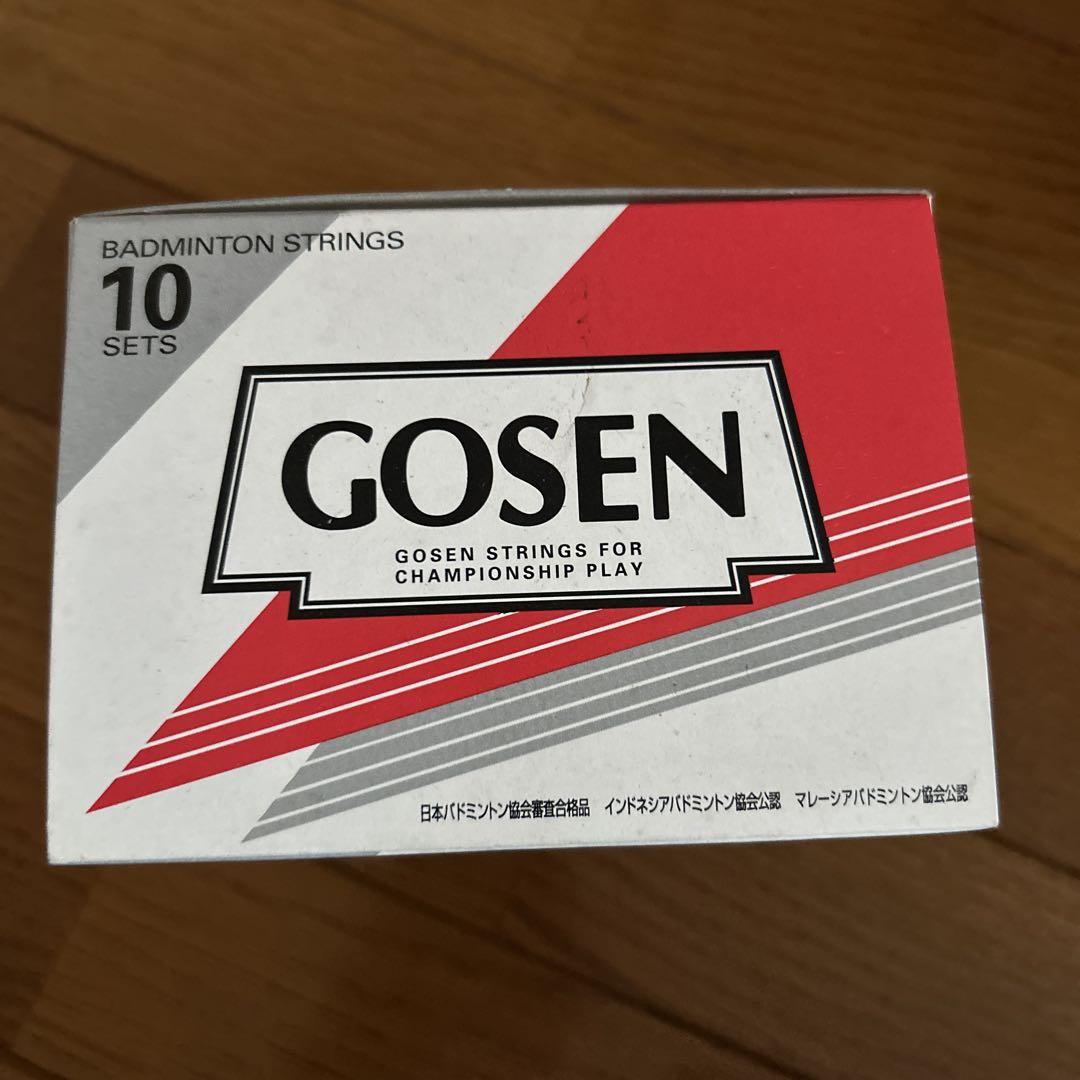 BADMINTON STRINGS
10
SETS
GOSEN
GOSEN STRINGS FOR
CHAMPIONSHIP PLAY
日本バドミントン協会審査合格品 インドネシアバドミントン協会公認 マレーシアバドミントン協会公認